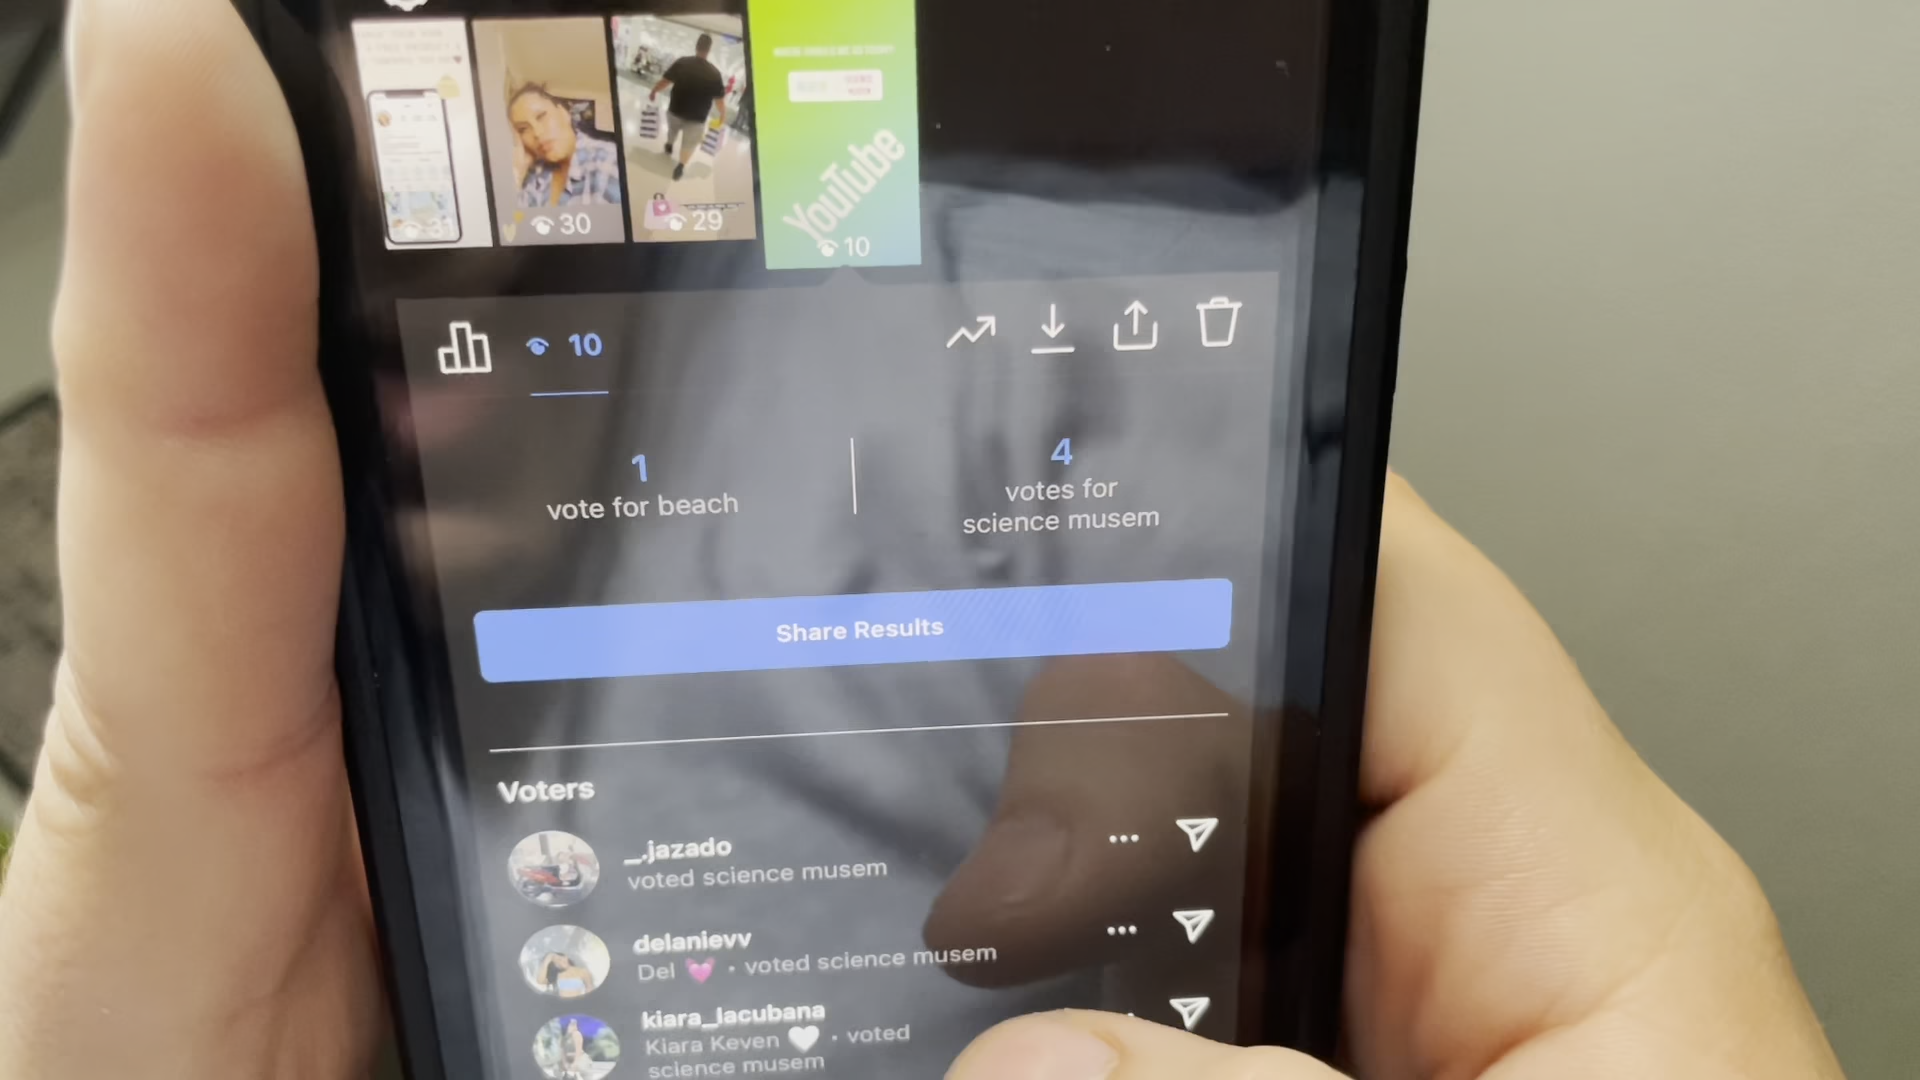 31
30
29
YouTube
10
10
1
vote for beach
4
votes for
science musem
Share Results
Voters
_.jazado
voted science musem
delanievv
Del 💓 • voted science musem
kiara_lacubana
Kiara Keven 🤍 • voted
science musem